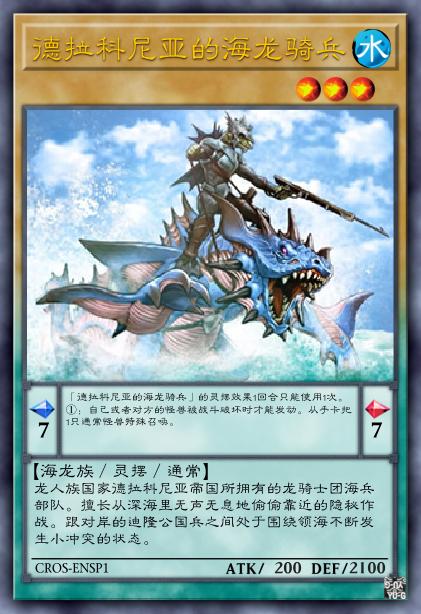 德拉科尼亚的海龙骑兵
水
「德拉科尼亚的海龙骑兵」的灵摆效果1回合只能使用1次。
①：自己或者对方的怪兽被战斗破坏时才能发动。从手卡把
1只通常怪兽特殊召唤。
7
7
【海龙族／灵摆／通常】
龙人族国家德拉科尼亚帝国所拥有的龙骑士团海兵
部队。擅长从深海里无声无息地偷偷靠近的隐秘作
战。跟对岸的迪隆公国兵之间处于围绕领海不断发
生小冲突的状态。
CROS-ENSP1
ATK/ 200 DEF/2100